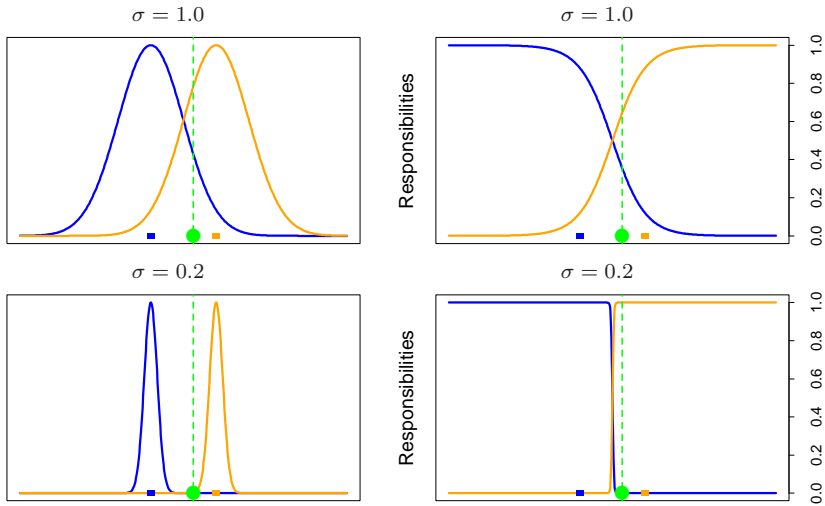 σ = 1.0
σ = 1.0
Responsibilities
0.0 0.2 0.4 0.6 0.8 1.0
σ = 0.2
σ = 0.2
Responsibilities
0.0 0.2 0.4 0.6 0.8 1.0